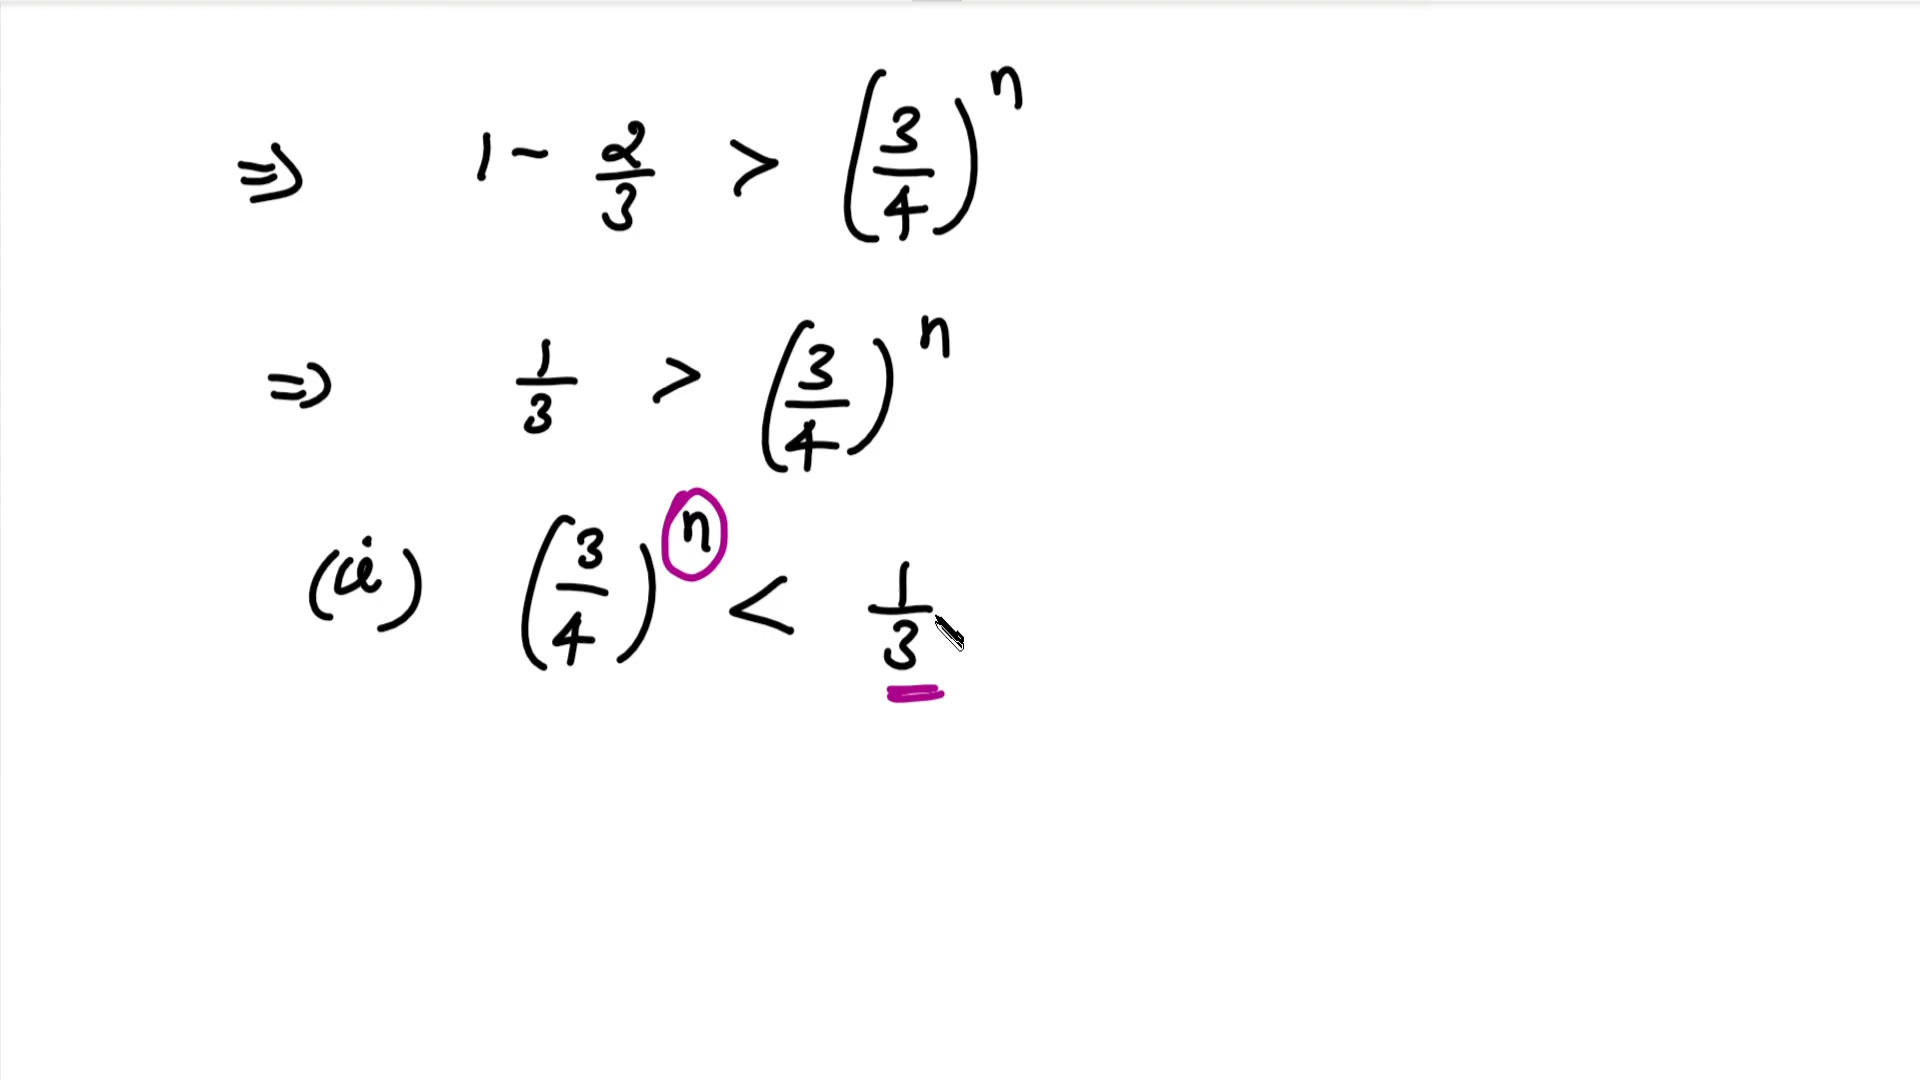 ⇒ 1 - 2/3 > (3/4)^n
⇒ 1/3 > (3/4)^n
(ie) (3/4)^n < 1/3